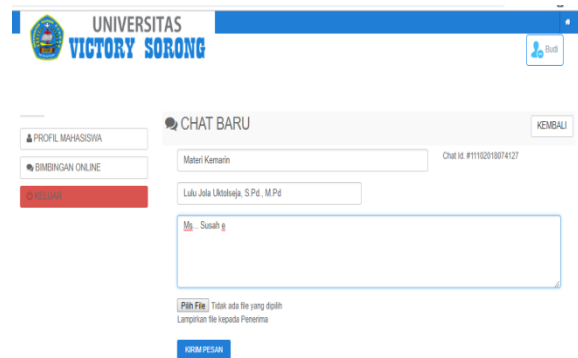 UNIVERSITAS
VICTORY SORONG
Budi
CHAT BARU
KEMBALI
PROFIL MAHASISWA
BIMBINGAN ONLINE
KELUAR
Materi Kemarin
Chat Id. #11102018074127
Lulu Jola Uktolseja, S.Pd., M.Pd
Ms... Susah e
Pilih File Tidak ada file yang dipilih
Lampirkan file kepada Penerima
KIRIM PESAN